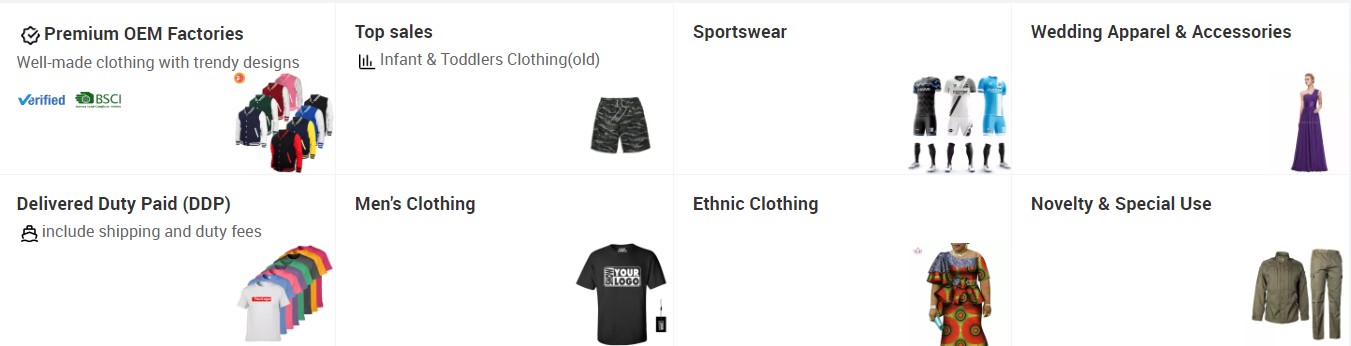 Premium OEM Factories
Well-made clothing with trendy designs
Verified
BSCI
Top sales
Infant & Toddlers Clothing(old)
Sportswear
Wedding Apparel & Accessories
Delivered Duty Paid (DDP)
include shipping and duty fees
Men's Clothing
YOUR
LOGO
Ethnic Clothing
Novelty & Special Use